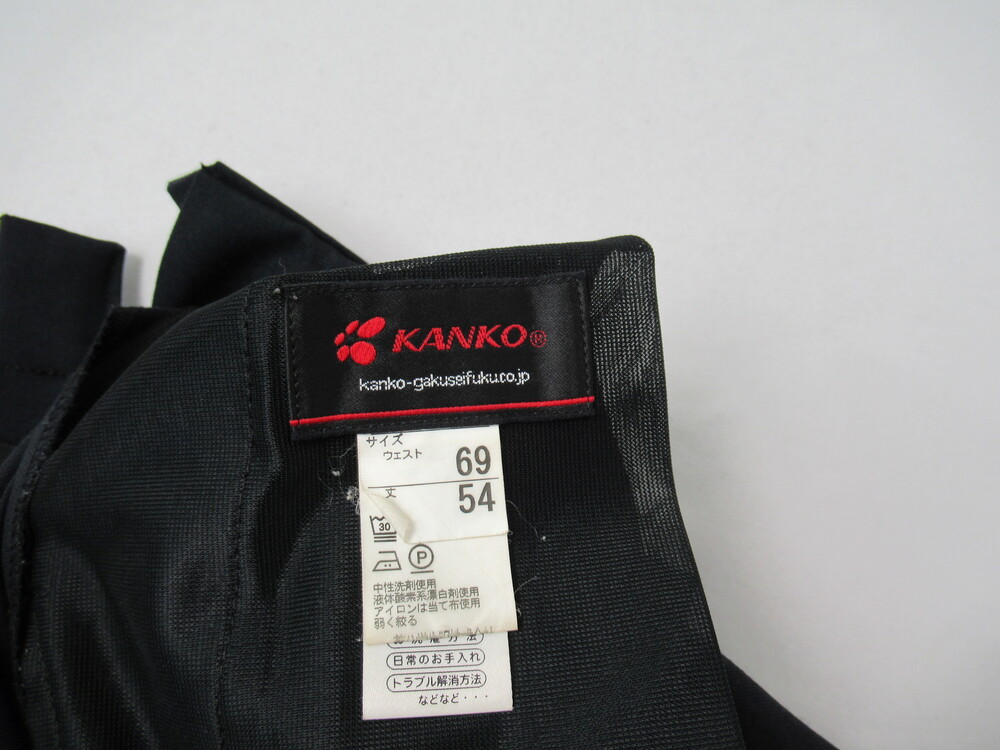 KANKO®
kanko-gakuseifuku.co.jp
サイズ
ウェスト 69
丈 54
30
P
中性洗剤使用
液体酸素系漂白剤使用
アイロンは当て布使用
弱く絞る
日常のお手入れ
トラブル解消方法
などなど・・・